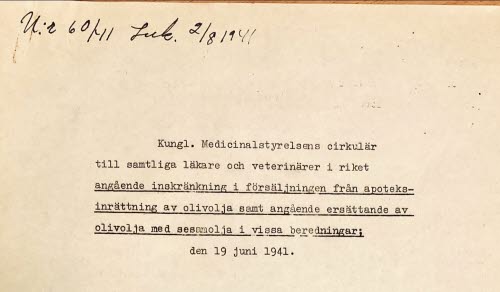 N:r 60/41 Ink. 2/8 1941
Kungl. Medicinalstyrelsens cirkulär
till samtliga läkare och veterinärer i riket
angående inskränkning i försäljningen från apoteks-
inrättning av olivolja samt angående ersättande av
olivolja med sesamolja i vissa beredningar;
den 19 juni 1941.